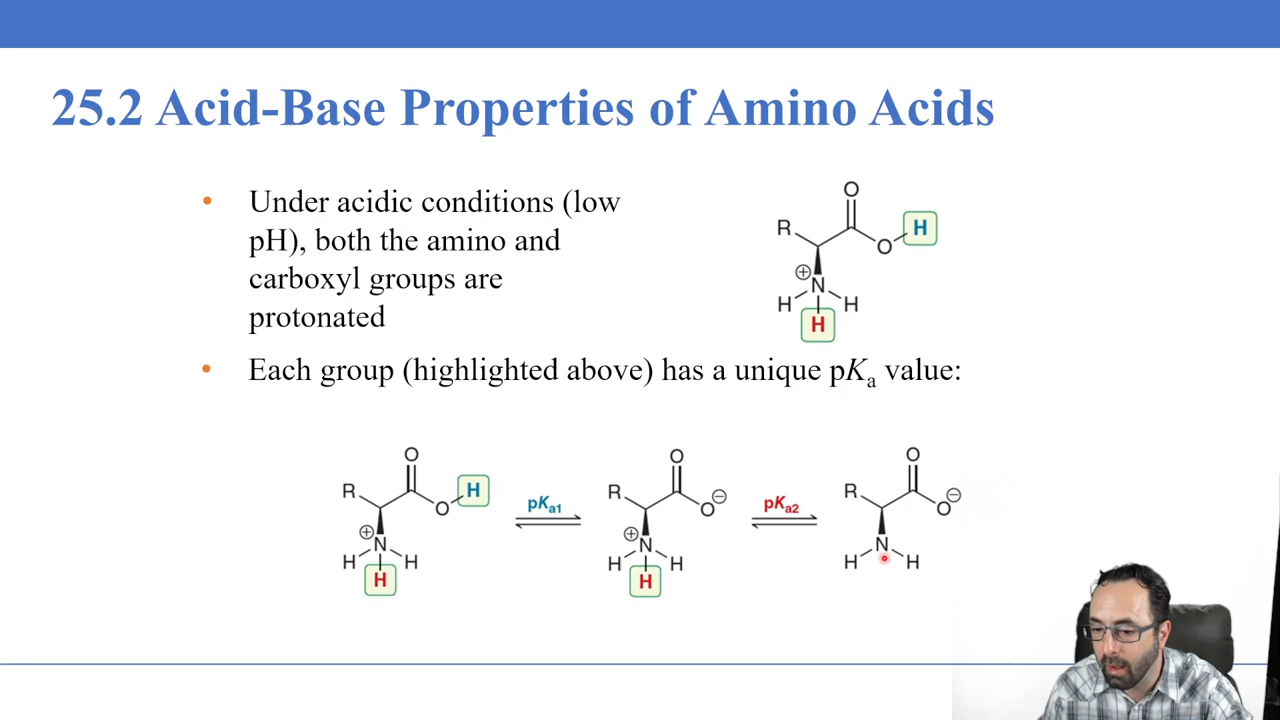 25.2 Acid-Base Properties of Amino Acids
• Under acidic conditions (low
pH), both the amino and
carboxyl groups are
protonated
O
R
H
O
⊕
N
H H
H
• Each group (highlighted above) has a unique pKa value:
O O O
R H R ⊖ R ⊖
O pKa1 O pKa2 O
⊕ ⊕
N N N
H H H H H H
H H